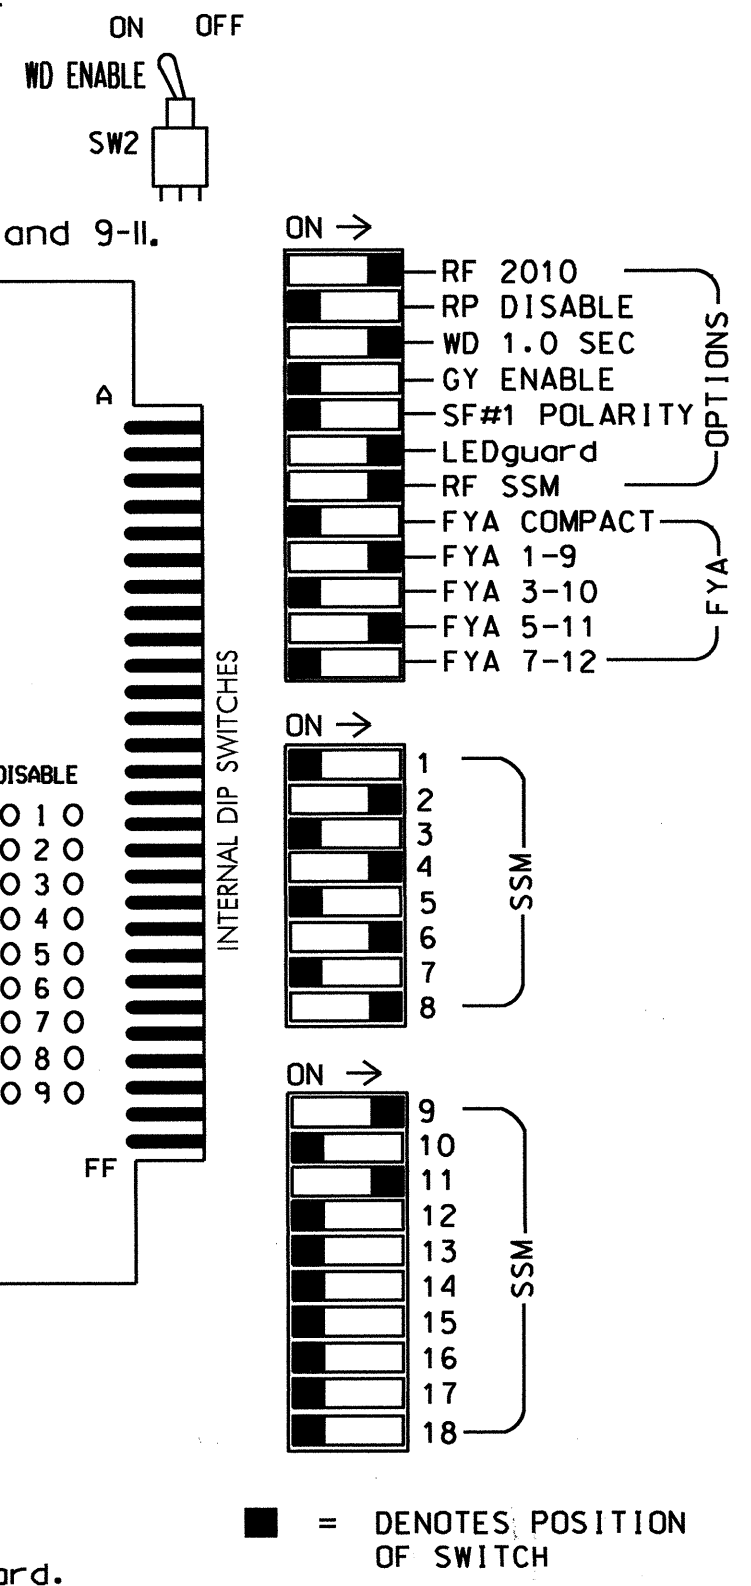 ON OFF
WD ENABLE
SW2
and 9-11.
ON →
RF 2010
RP DISABLE
WD 1.0 SEC
GY ENABLE
SF#1 POLARITY
LEDguard
RF SSM
OPTIONS
FYA COMPACT
FYA 1-9
FYA 3-10
FYA 5-11
FYA 7-12
FYA
A
FF
INTERNAL DIP SWITCHES
DISABLE
O 1 O
O 2 O
O 3 O
O 4 O
O 5 O
O 6 O
O 7 O
O 8 O
O 9 O
ON →
1
2
3
4
5
6
7
8
SSM
ON →
9
10
11
12
13
14
15
16
17
18
SSM
■ = DENOTES POSITION
OF SWITCH
ard.